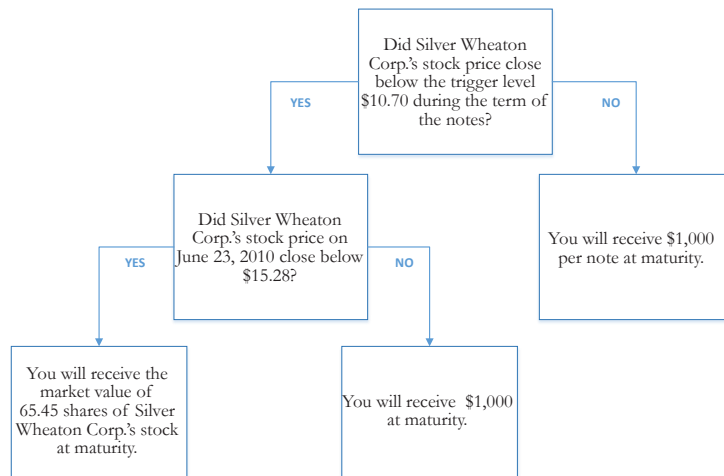 Did Silver Wheaton
Corp.'s stock price close
below the trigger level
$10.70 during the term of
the notes?
YES
NO
Did Silver Wheaton
Corp.'s stock price on
June 23, 2010 close below
$15.28?
You will receive $1,000
per note at maturity.
YES
NO
You will receive the
market value of
65.45 shares of Silver
Wheaton Corp.'s stock
at maturity.
You will receive $1,000
at maturity.